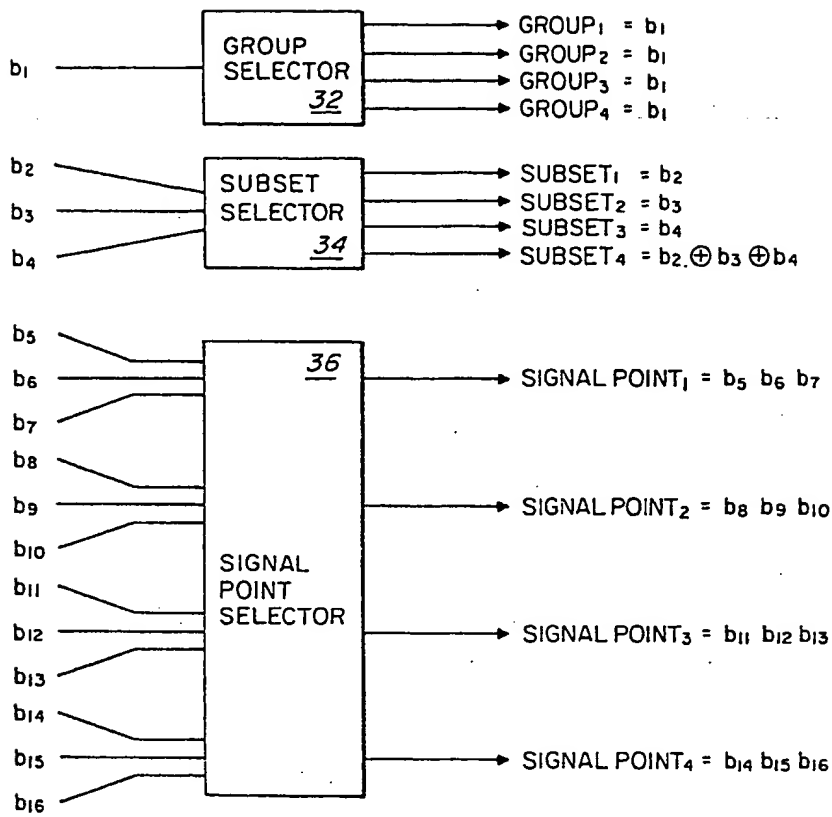 b₁
GROUP
SELECTOR
32
GROUP₁ = b₁
GROUP₂ = b₁
GROUP₃ = b₁
GROUP₄ = b₁
b₂
b₃
b₄
SUBSET
SELECTOR
34
SUBSET₁ = b₂
SUBSET₂ = b₃
SUBSET₃ = b₄
SUBSET₄ = b₂ ⊕ b₃ ⊕ b₄
b₅
b₆
b₇
b₈
b₉
b₁₀
b₁₁
b₁₂
b₁₃
b₁₄
b₁₅
b₁₆
36
SIGNAL
POINT
SELECTOR
SIGNAL POINT₁ = b₅ b₆ b₇
SIGNAL POINT₂ = b₈ b₉ b₁₀
SIGNAL POINT₃ = b₁₁ b₁₂ b₁₃
SIGNAL POINT₄ = b₁₄ b₁₅ b₁₆